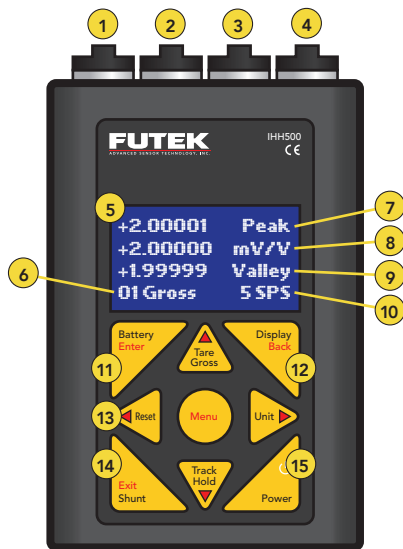 1 2 3 4
FUTEK
ADVANCED SENSOR TECHNOLOGY, INC.
IHH500
CE
5
+2.00001 Peak
7
+2.00000 mV/V
8
+1.99999 Valley
9
6
01 Gross 5 SPS
10
Battery
Enter
11
Tare
Gross
Display
Back
12
13
Reset
Menu
Unit
14
Exit
Shunt
Track
Hold
15
Power